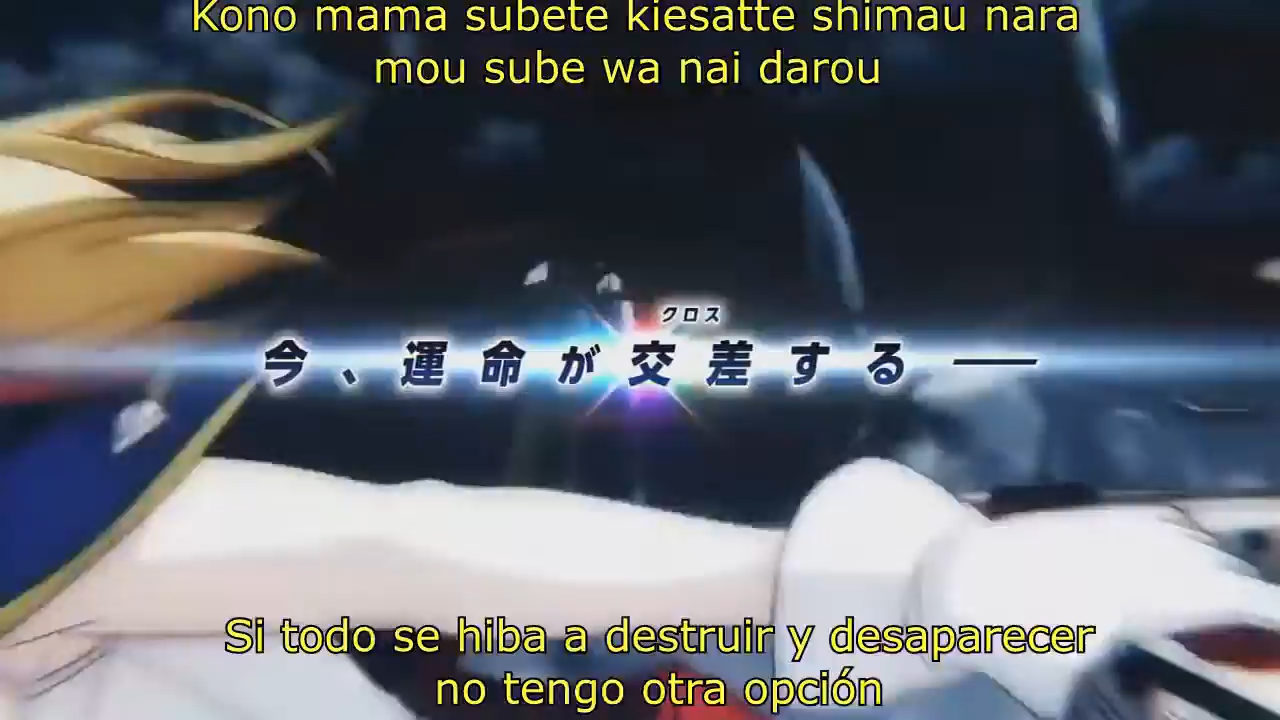 Kono mama subete kiesatte shimau nara
mou sube wa nai darou
クロス
今、運命が交差する——
Si todo se hiba a destruir y desaparecer
no tengo otra opción